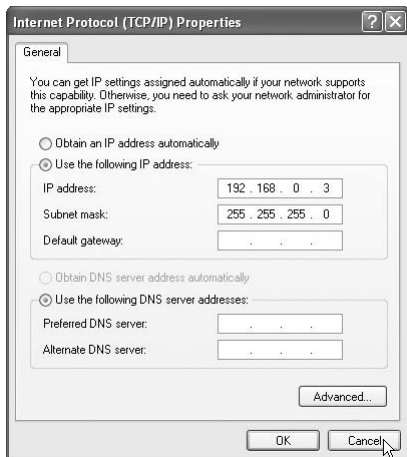 Internet Protocol (TCP/IP) Properties
General
You can get IP settings assigned automatically if your network supports
this capability. Otherwise, you need to ask your network administrator for
the appropriate IP settings.
Obtain an IP address automatically
Use the following IP address:
IP address: 192 . 168 . 0 . 3
Subnet mask: 255 . 255 . 255 . 0
Default gateway: . . .
Obtain DNS server address automatically
Use the following DNS server addresses:
Preferred DNS server: . . .
Alternate DNS server: . . .
Advanced...
OK Cancel